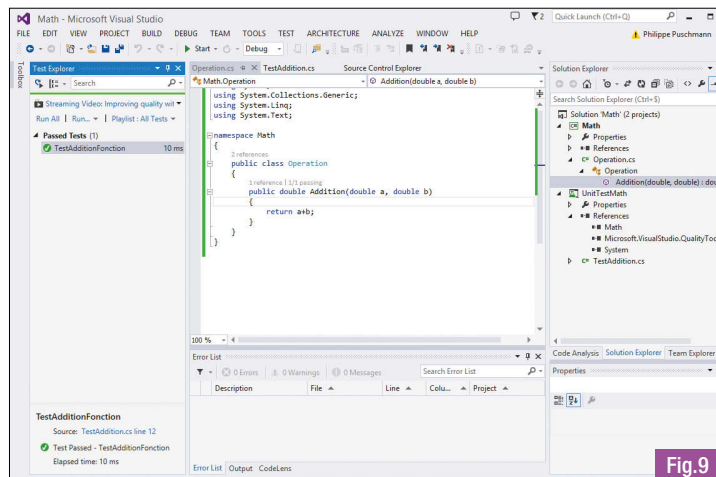 Math - Microsoft Visual Studio
2
Quick Launch (Ctrl+Q)
FILE EDIT VIEW PROJECT BUILD DEBUG TEAM TOOLS TEST ARCHITECTURE ANALYZE WINDOW HELP
Philippe Puschmann
Start
Debug
Toolbox
Test Explorer
Search
Streaming Video: Improving quality wit
Run All | Run... | Playlist : All Tests
Passed Tests (1)
TestAdditionFonction 10 ms
TestAdditionFonction
Source: TestAddition.cs line 12
Test Passed - TestAdditionFonction
Elapsed time: 10 ms
Operation.cs TestAddition.cs Source Control Explorer
Math.Operation Addition(double a, double b)
using System.Collections.Generic;
using System.Linq;
using System.Text;
namespace Math
{
2 references
public class Operation
{
1 reference | 1/1 passing
public double Addition(double a, double b)
{
return a+b;
}
}
}
100 %
Error List
0 Errors 0 Warnings 0 Messages Search Error List
Description File Line Colu... Project
Error List Output CodeLens
Solution Explorer
Search Solution Explorer (Ctrl+$)
Solution 'Math' (2 projects)
Math
Properties
References
Operation.cs
Operation
Addition(double, double) : dou
UnitTestMath
Properties
References
Math
Microsoft.VisualStudio.QualityToo
System
TestAddition.cs
Code Analysis Solution Explorer Team Explorer
Properties
Fig.9